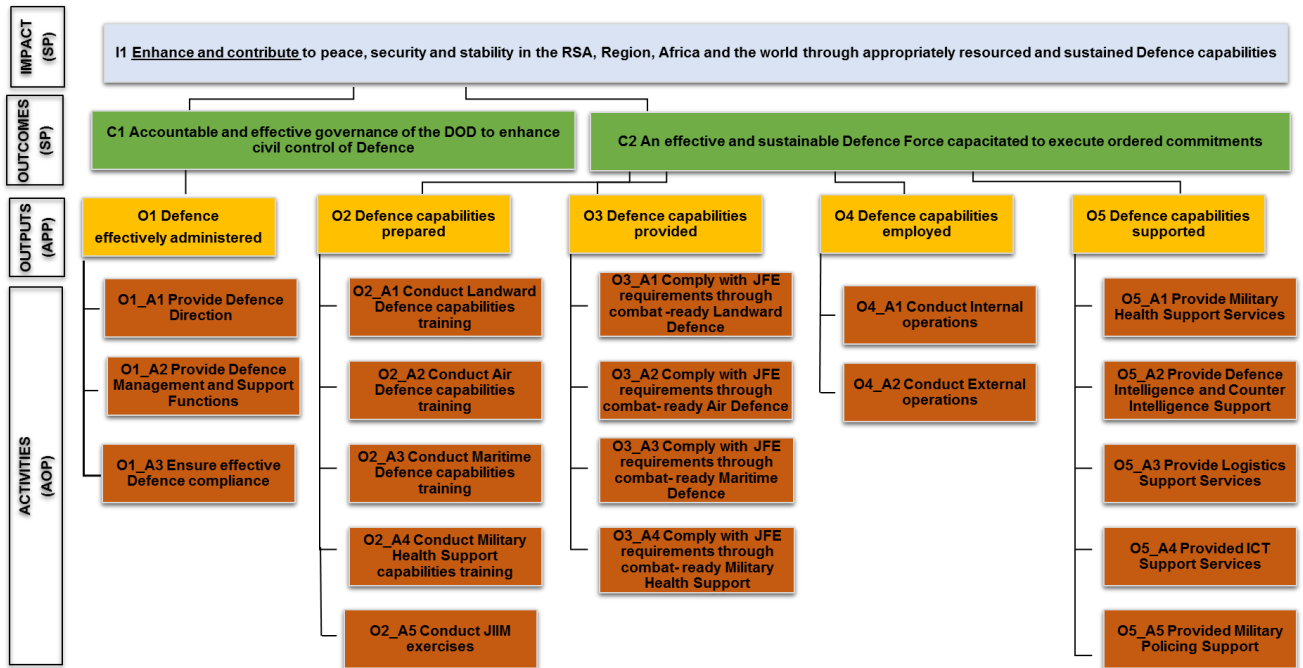 IMPACT
(SP)
I1 Enhance and contribute to peace, security and stability in the RSA, Region, Africa and the world through appropriately resourced and sustained Defence capabilities
OUTCOMES
(SP)
C1 Accountable and effective governance of the DOD to enhance
civil control of Defence
C2 An effective and sustainable Defence Force capacitated to execute ordered commitments
OUTPUTS
(APP)
O1 Defence
effectively administered
O2 Defence capabilities
prepared
O3 Defence capabilities
provided
O4 Defence capabilities
employed
O5 Defence capabilities
supported
ACTIVITIES
(AOP)
O1_A1 Provide Defence
Direction
O1_A2 Provide Defence
Management and Support
Functions
O1_A3 Ensure effective
Defence compliance
O2_A1 Conduct Landward
Defence capabilities
training
O2_A2 Conduct Air
Defence capabilities
training
O2_A3 Conduct Maritime
Defence capabilities
training
O2_A4 Conduct Military
Health Support
capabilities training
O2_A5 Conduct JIIM
exercises
O3_A1 Comply with JFE
requirements through
combat -ready Landward
Defence
O3_A2 Comply with JFE
requirements through
combat- ready Air Defence
O3_A3 Comply with JFE
requirements through
combat- ready Maritime
Defence
O3_A4 Comply with JFE
requirements through
combat- ready Military
Health Support
O4_A1 Conduct Internal
operations
O4_A2 Conduct External
operations
O5_A1 Provide Military
Health Support Services
O5_A2 Provide Defence
Intelligence and Counter
Intelligence Support
O5_A3 Provide Logistics
Support Services
O5_A4 Provided ICT
Support Services
O5_A5 Provided Military
Policing Support